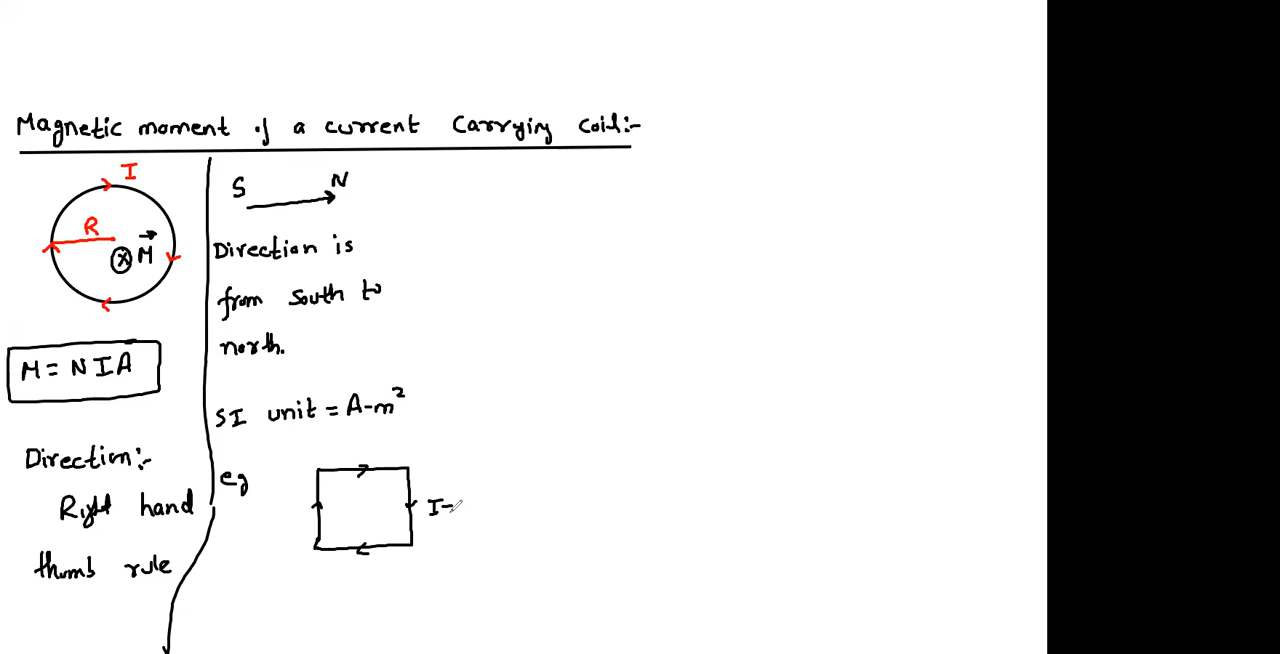 Magnetic moment of a current Carrying coil:-
I
R
M
M = NIA
Direction:-
Right hand
thumb rule
S N
Direction is
from south to
north.
SI unit = A-m²
eg
I-